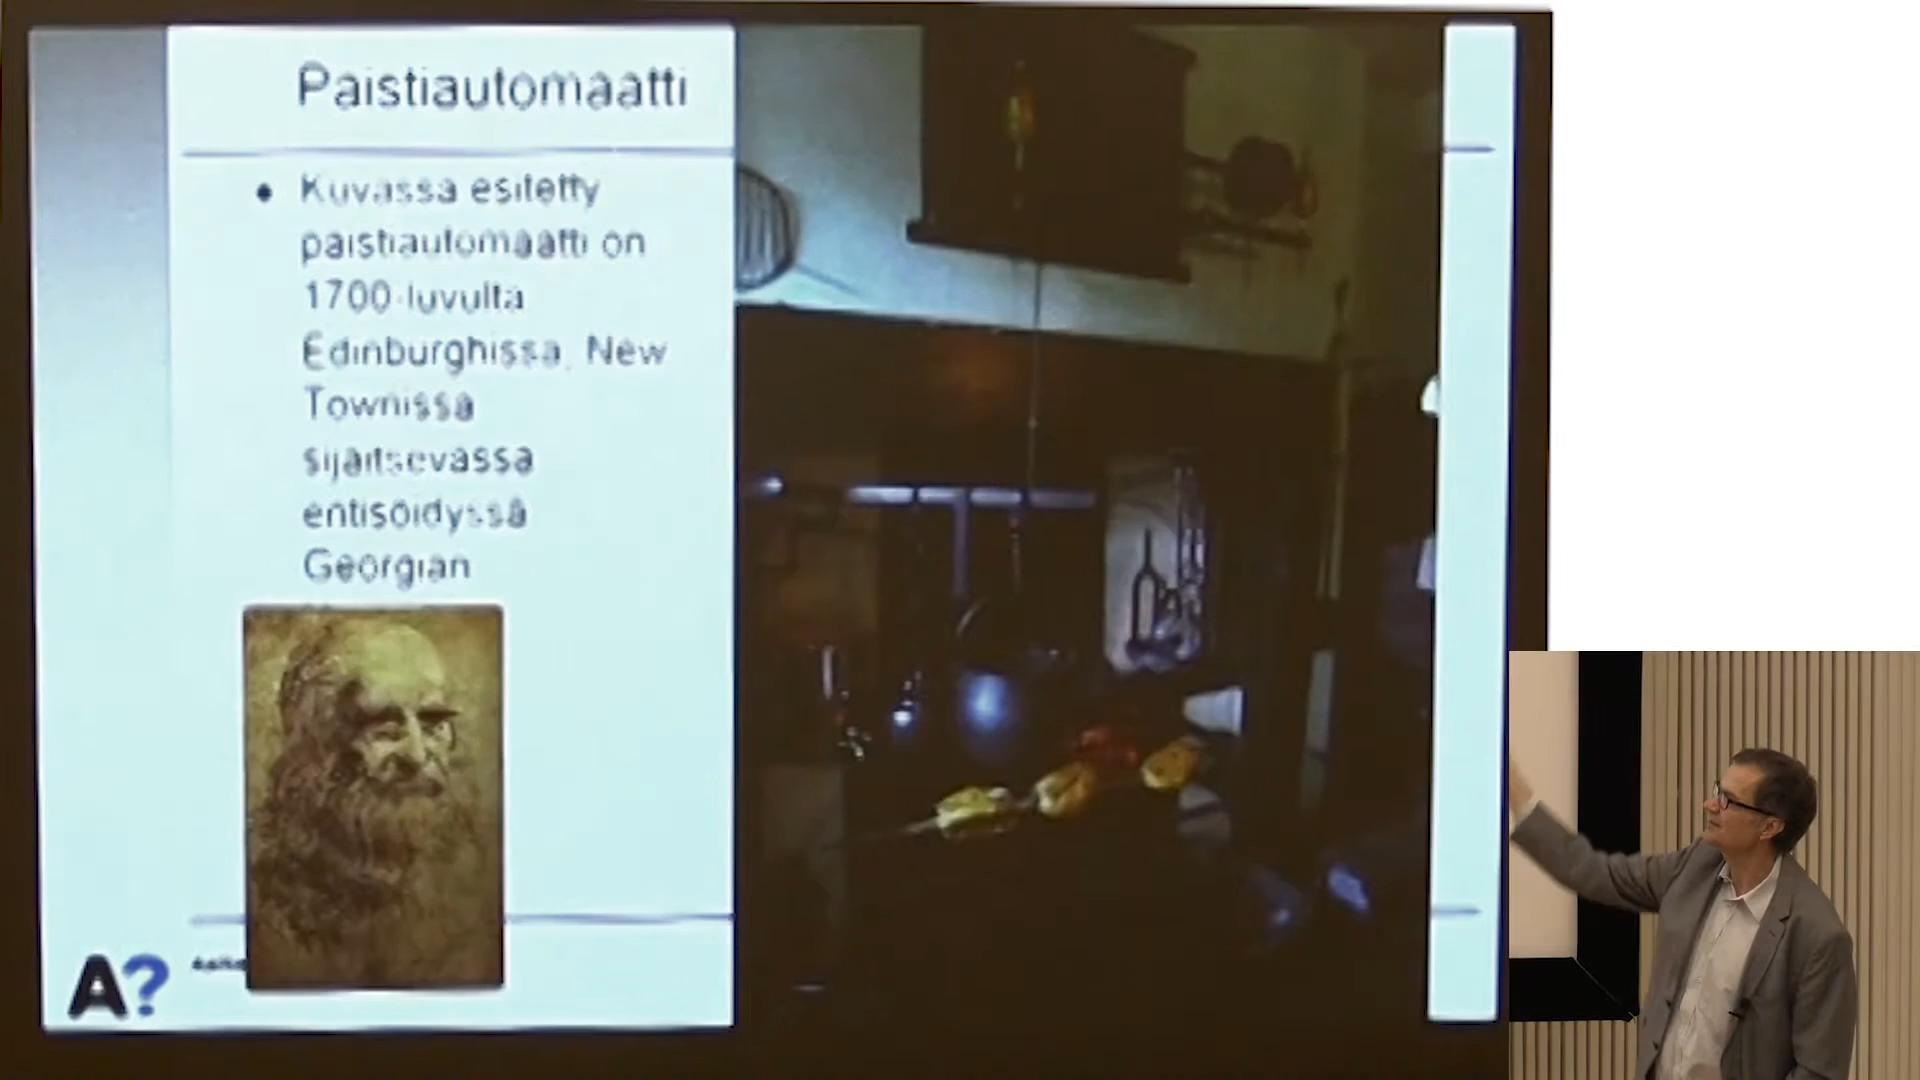 Paistiautomaatti
• Kuvassa esitetty
paistiautomaatti on
1700-luvulta
Edinburghissa, New
Townissa
sijaitsevassa
entisöidyssä
Georgian
A?